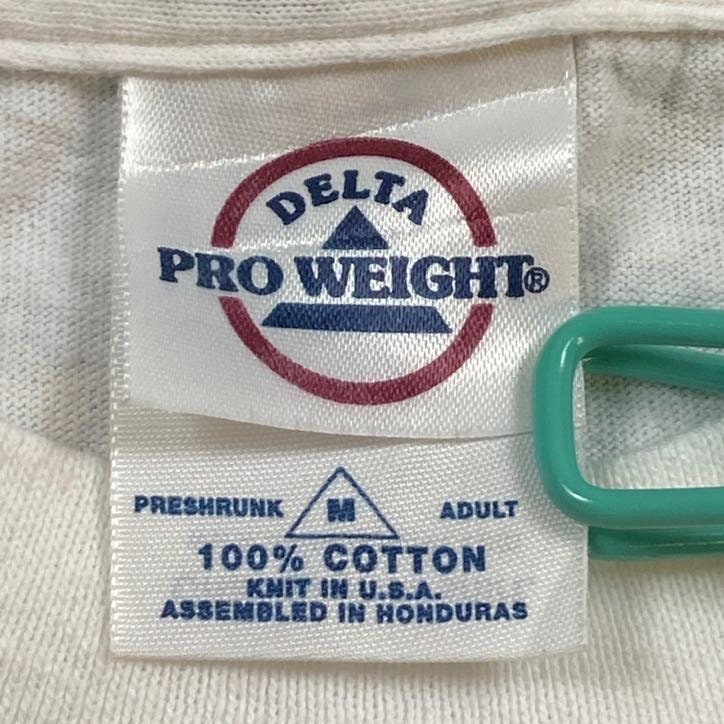 DELTA
PRO WEIGHT®
PRESHRUNK M ADULT
100% COTTON
KNIT IN U.S.A.
ASSEMBLED IN HONDURAS